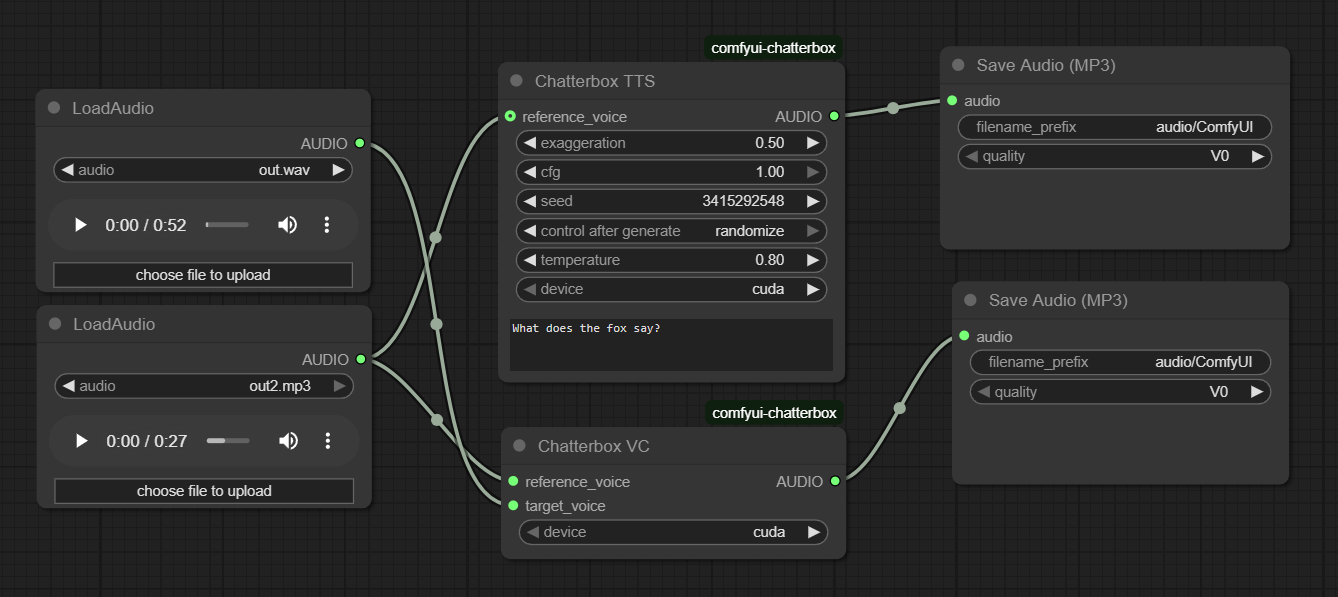 LoadAudio
AUDIO
audio out.wav
0:00 / 0:52
choose file to upload
LoadAudio
AUDIO
audio out2.mp3
0:00 / 0:27
choose file to upload
comfyui-chatterbox
Chatterbox TTS
reference_voice AUDIO
exaggeration 0.50
cfg 1.00
seed 3415292548
control after generate randomize
temperature 0.80
device cuda
What does the fox say?
comfyui-chatterbox
Chatterbox VC
reference_voice AUDIO
target_voice
device cuda
Save Audio (MP3)
audio
filename_prefix audio/ComfyUI
quality V0
Save Audio (MP3)
audio
filename_prefix audio/ComfyUI
quality V0